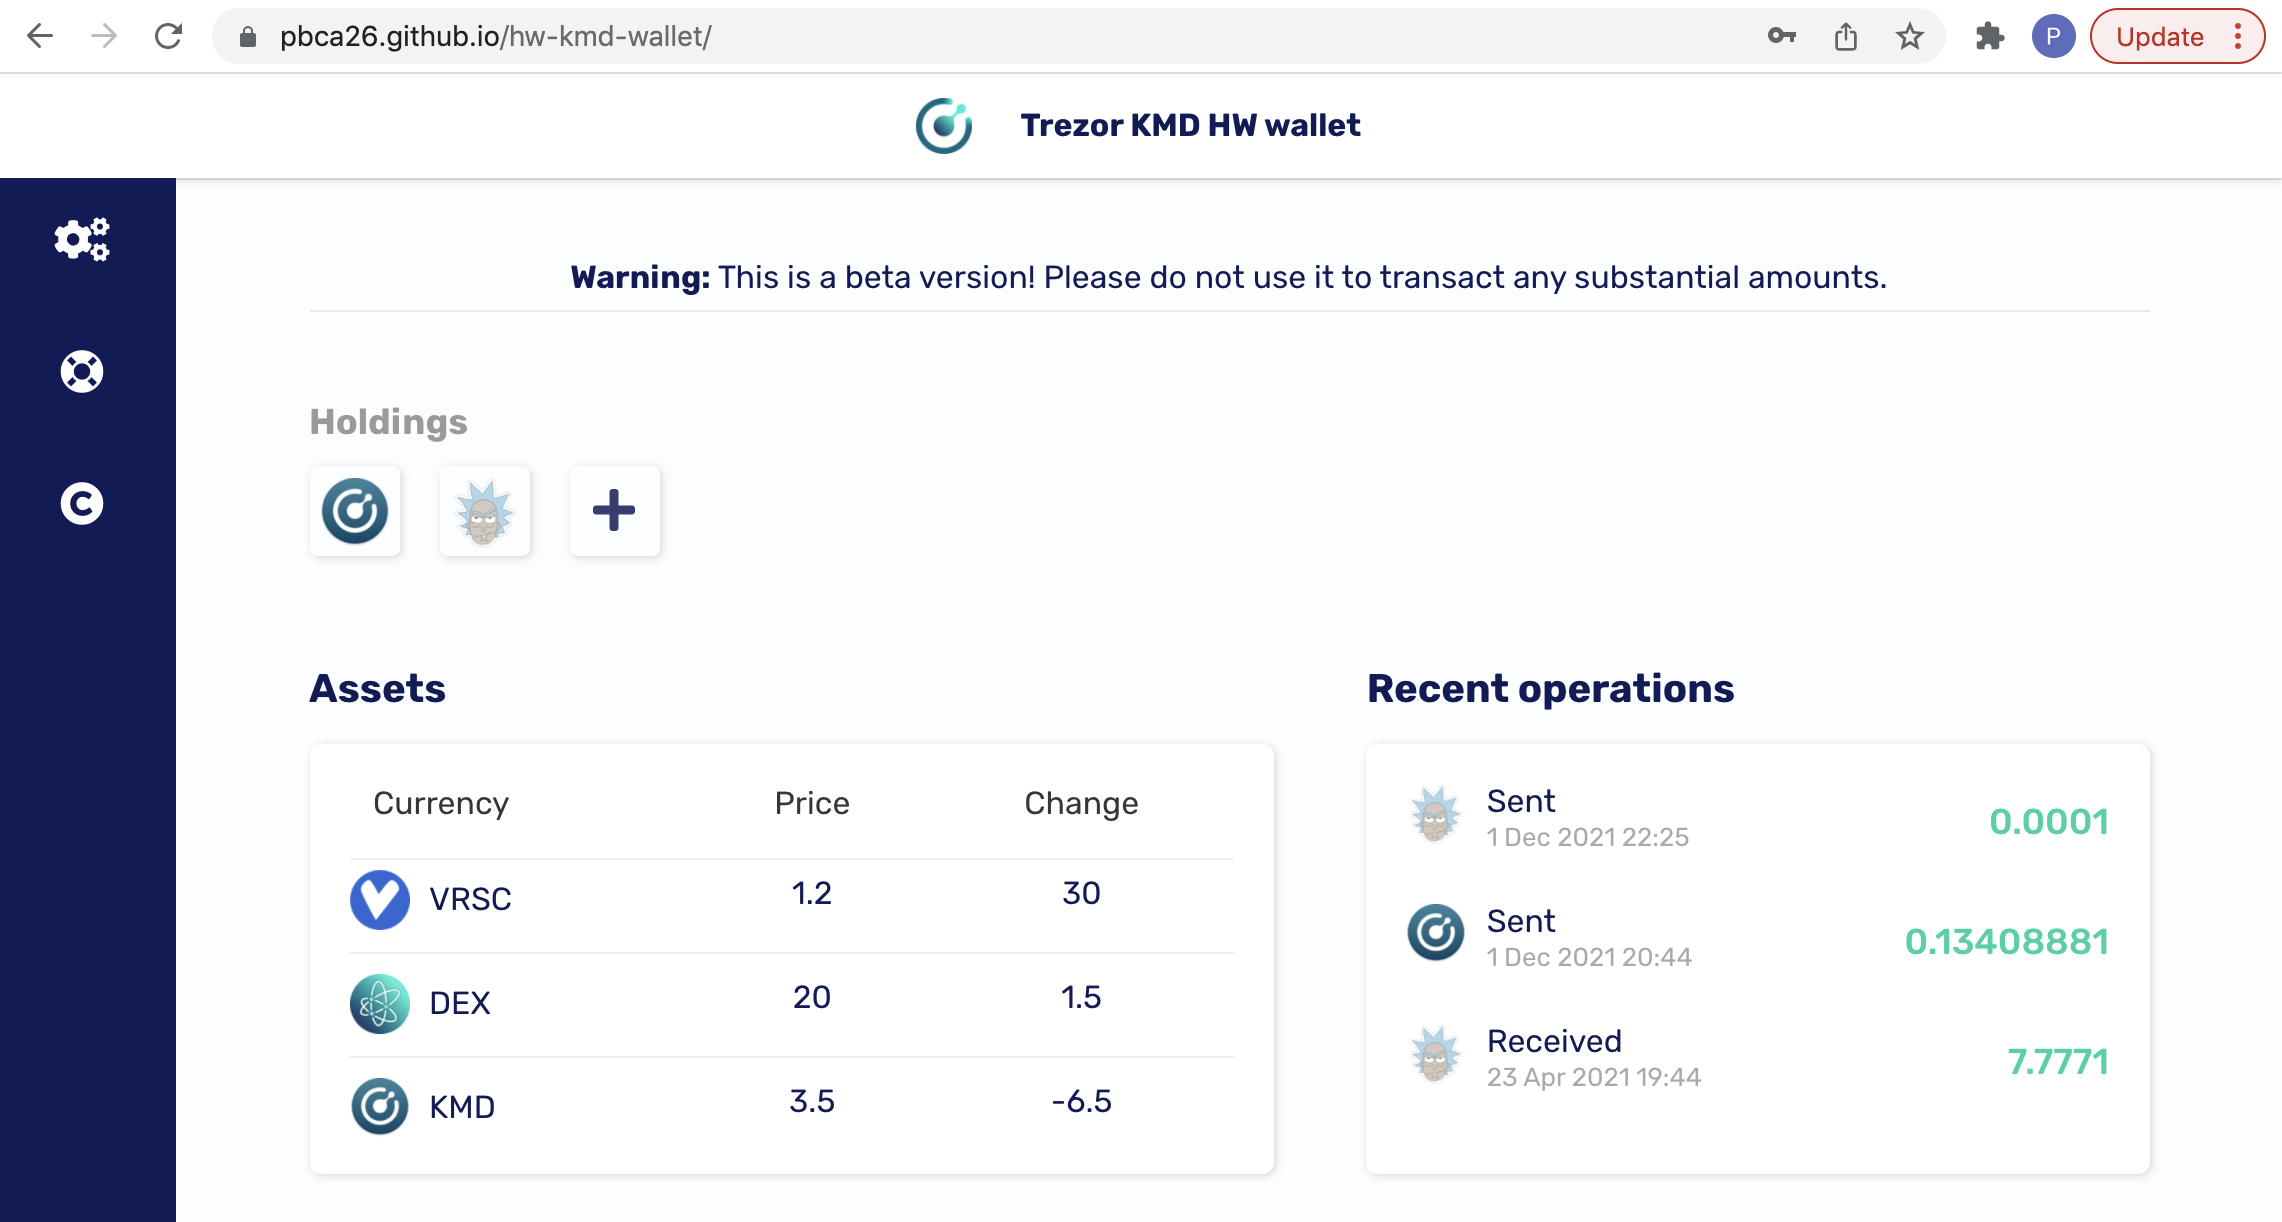 pbca26.github.io/hw-kmd-wallet/
P
Update
Trezor KMD HW wallet
Warning: This is a beta version! Please do not use it to transact any substantial amounts.
C
Holdings
Assets
Currency Price Change
VRSC 1.2 30
DEX 20 1.5
KMD 3.5 -6.5
Recent operations
Sent
1 Dec 2021 22:25
0.0001
Sent
1 Dec 2021 20:44
0.13408881
Received
23 Apr 2021 19:44
7.7771